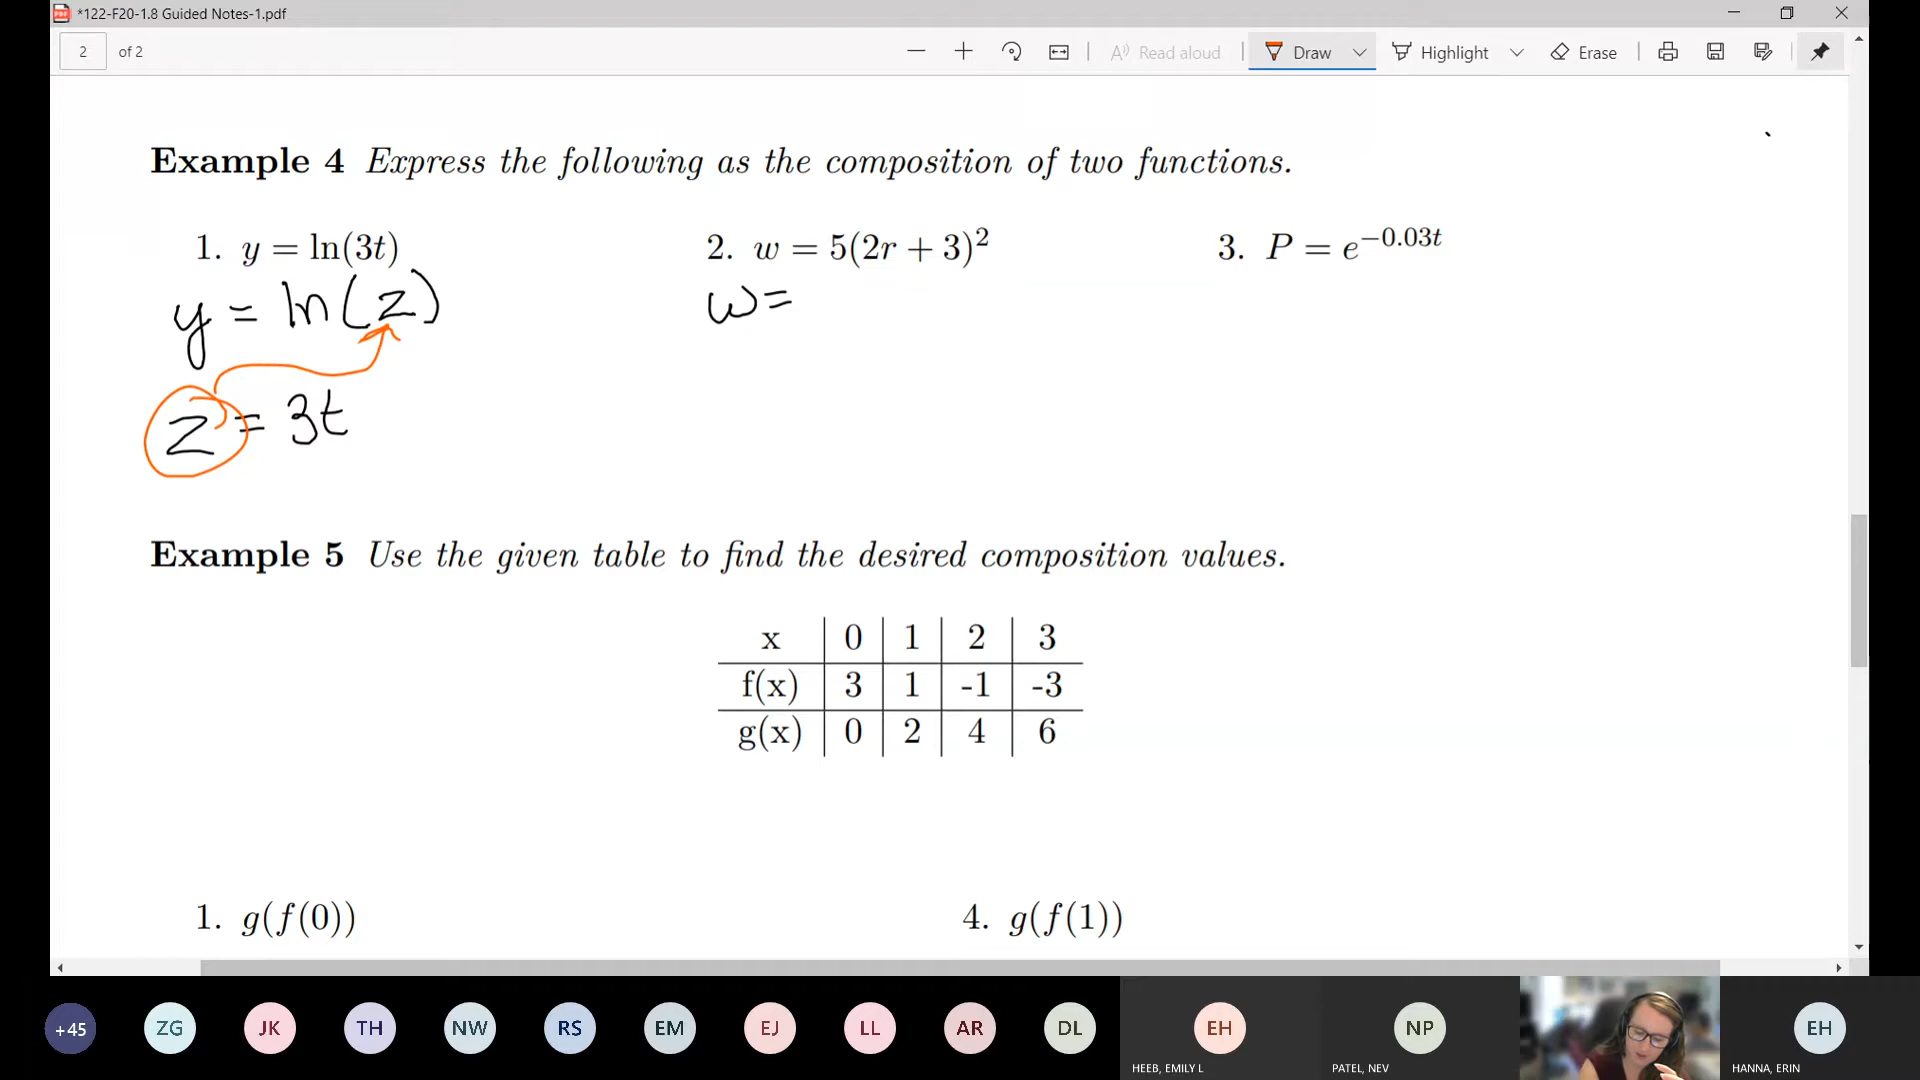 *122-F20-1.8 Guided Notes-1.pdf
2 of 2 Read aloud Draw Highlight Erase
Example 4 Express the following as the composition of two functions.
1. y = ln(3t) 2. w = 5(2r + 3)² 3. P = e^{-0.03t}
y = ln(z) w =
z = 3t
Example 5 Use the given table to find the desired composition values.
x 0 1 2 3
f(x) 3 1 -1 -3
g(x) 0 2 4 6
1. g(f(0)) 4. g(f(1))
+45 ZG JK TH NW RS EM EJ LL AR DL EH NP EH
HEEB, EMILY L PATEL, NEV HANNA, ERIN